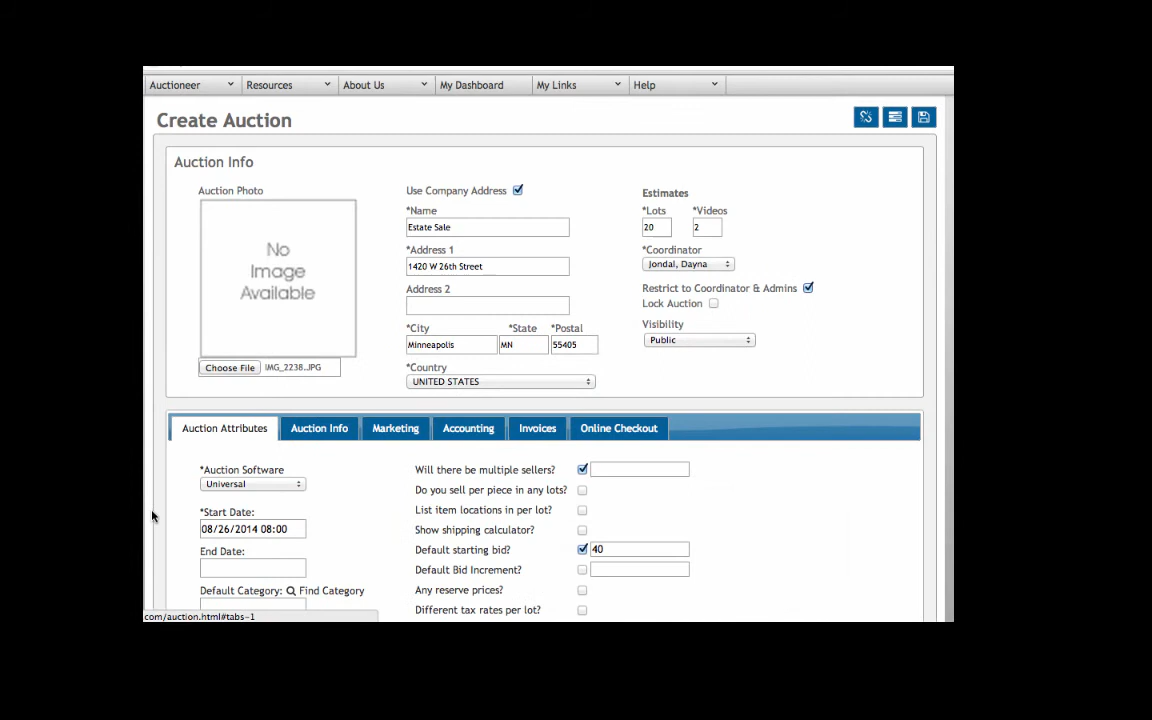 Auctioneer Resources About Us My Dashboard My Links Help
Create Auction
Auction Info
Auction Photo
No
Image
Available
Choose File IMG_2238.JPG
Use Company Address
*Name
Estate Sale
*Address 1
1420 W 26th Street
Address 2
*City *State *Postal
Minneapolis MN 55405
*Country
UNITED STATES
Estimates
*Lots *Videos
20 2
*Coordinator
Jondal, Dayna
Restrict to Coordinator & Admins
Lock Auction
Visibility
Public
Auction Attributes Auction Info Marketing Accounting Invoices Online Checkout
*Auction Software
Universal
*Start Date:
08/26/2014 08:00
End Date:
Default Category: Find Category
Will there be multiple sellers?
Do you sell per piece in any lots?
List item locations in per lot?
Show shipping calculator?
Default starting bid? 40
Default Bid Increment?
Any reserve prices?
Different tax rates per lot?
com/auction.html#tabs-1